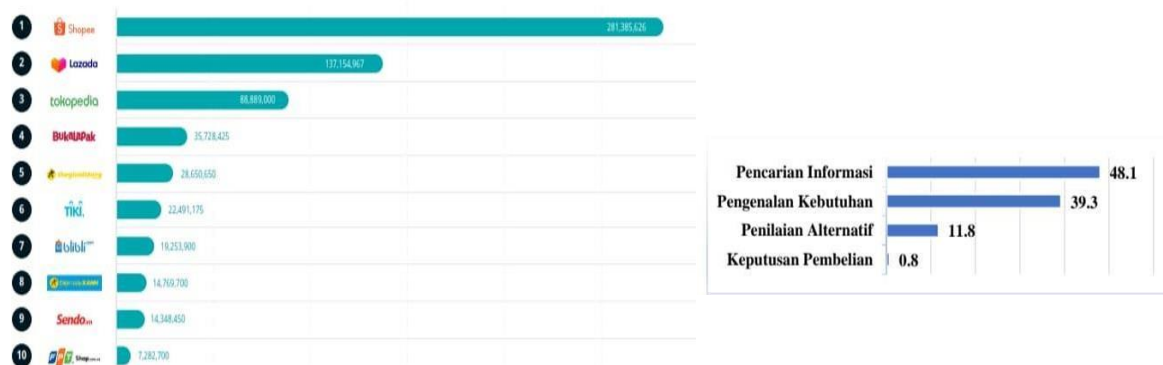 1 Shopee 281,385,626
2 Lazada 137,154,967
3 tokopedia 88,889,000
4 BukaLapak 35,728,425
5 28,650,650
6 TIKI. 22,491,175
7 blibli 19,253,900
8 14,769,700
9 Sendo.vn 14,348,450
10 FPT Shop 7,282,700
Pencarian Informasi 48.1
Pengenalan Kebutuhan 39.3
Penilaian Alternatif 11.8
Keputusan Pembelian 0.8